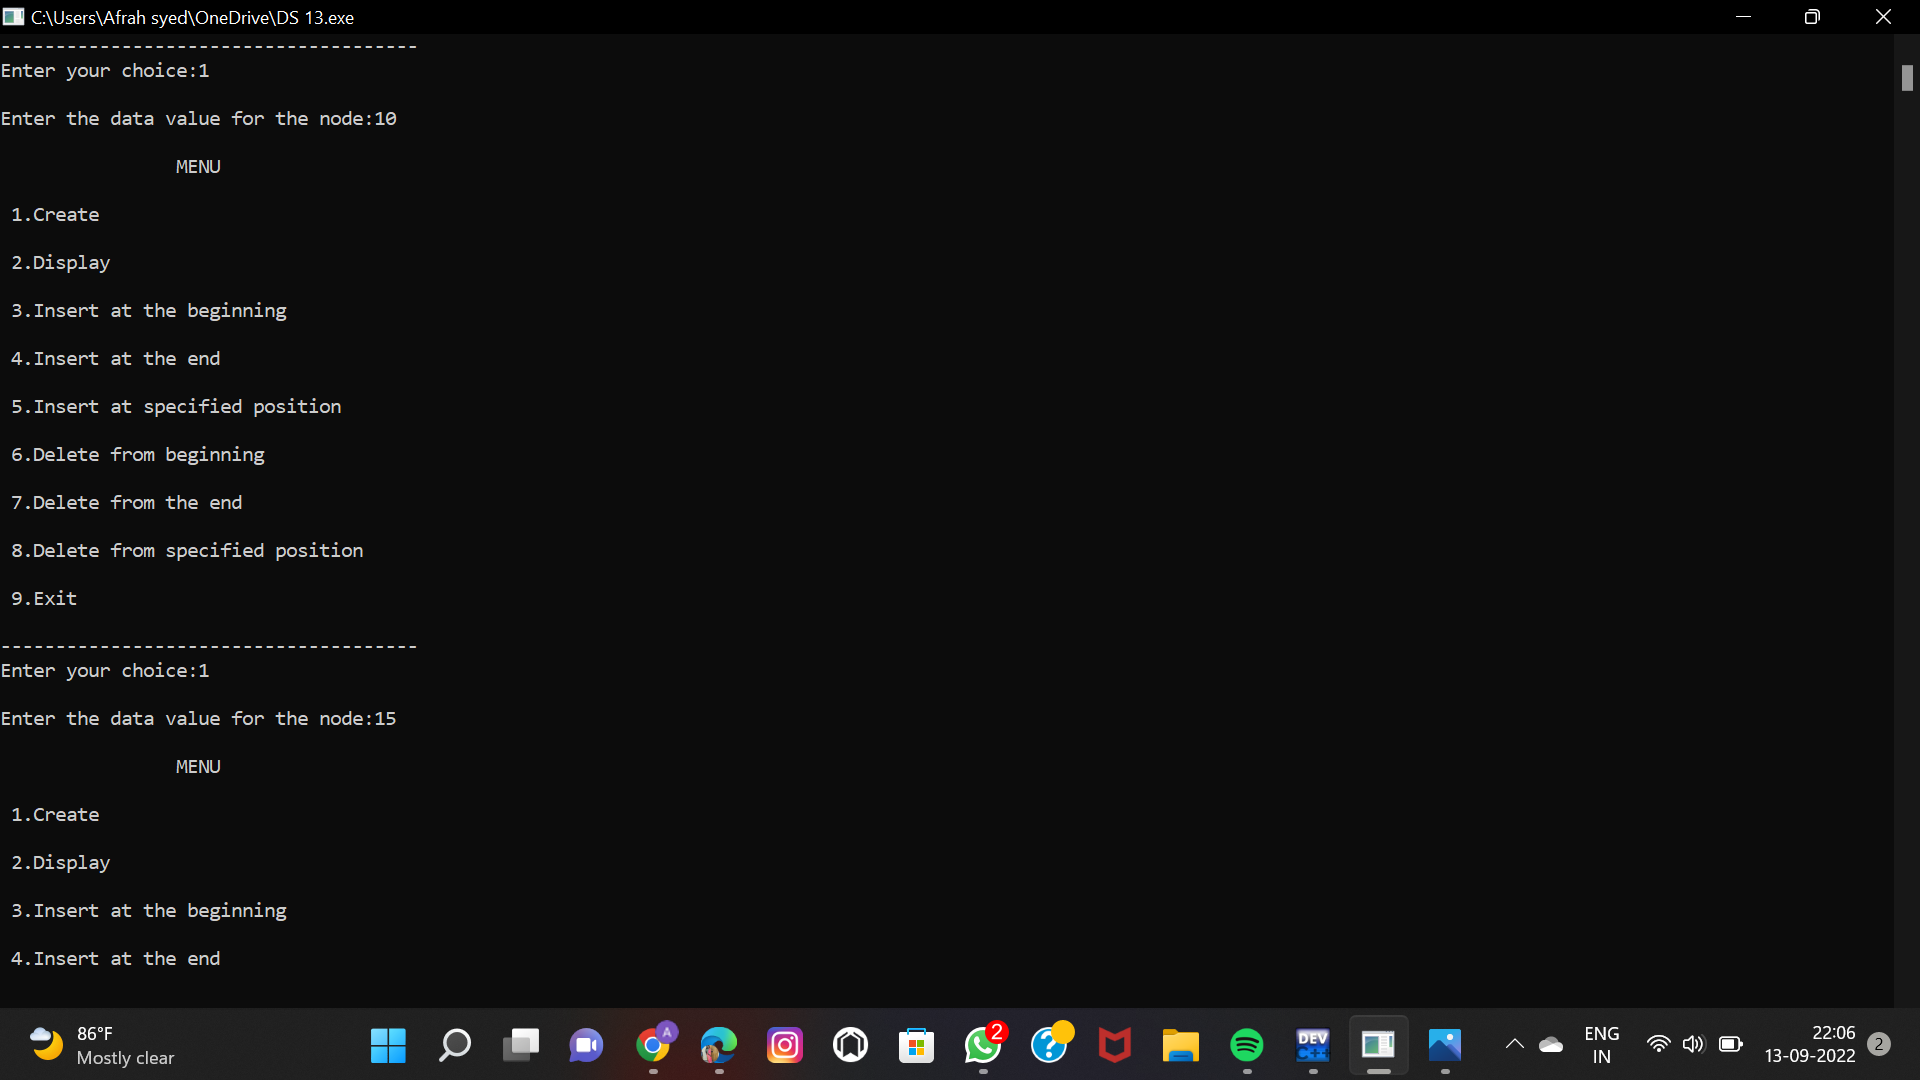 C:\Users\Afrah syed\OneDrive\DS 13.exe
--------------------------------------
Enter your choice:1
Enter the data value for the node:10
MENU
1.Create
2.Display
3.Insert at the beginning
4.Insert at the end
5.Insert at specified position
6.Delete from beginning
7.Delete from the end
8.Delete from specified position
9.Exit
--------------------------------------
Enter your choice:1
Enter the data value for the node:15
MENU
1.Create
2.Display
3.Insert at the beginning
4.Insert at the end
86°F
Mostly clear
A
2
?
DEV
C++
ENG
IN
22:06
13-09-2022
2